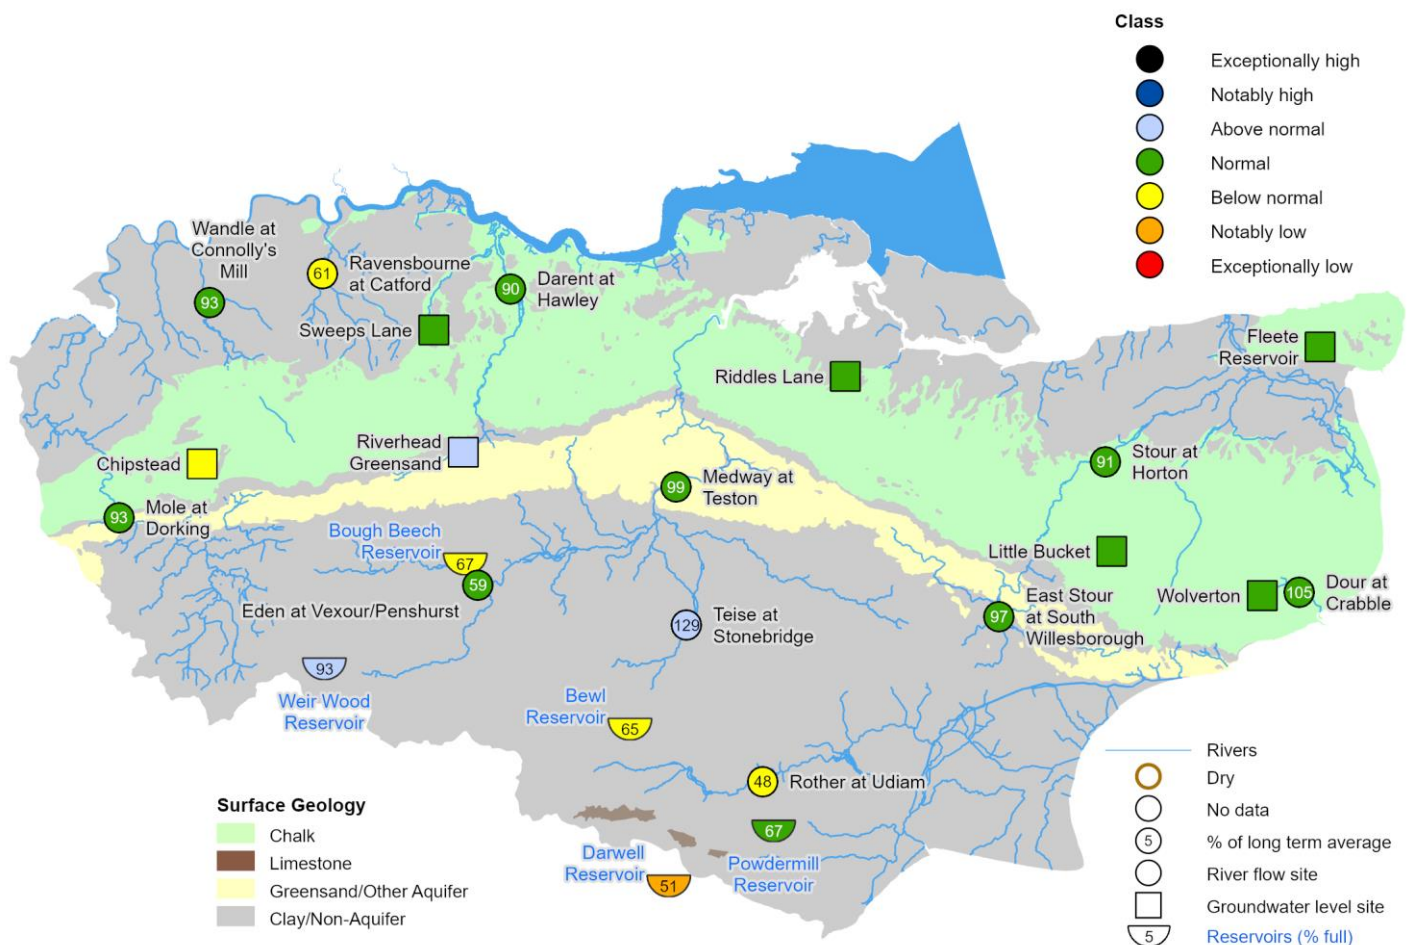 Class
Exceptionally high
Notably high
Above normal
Normal
Below normal
Notably low
Exceptionally low
Wandle at
Connolly's
Mill
93
61
Ravensbourne
at Catford
90
Darent at
Hawley
Sweeps Lane
Fleete
Reservoir
Riddles Lane
Riverhead
Greensand
Chipstead
91
Stour at
Horton
99
Medway at
Teston
93
Mole at
Dorking
Bough Beech
Reservoir
67
59
Eden at Vexour/Penshurst
Little Bucket
Wolverton
105
Dour at
Crabble
129
Teise at
Stonebridge
97
East Stour
at South
Willesborough
93
Weir Wood
Reservoir
Bewl
Reservoir
65
48
Rother at Udiam
67
Powdermill
Reservoir
Darwell
Reservoir
51
Surface Geology
Chalk
Limestone
Greensand/Other Aquifer
Clay/Non-Aquifer
Rivers
Dry
No data
5
% of long term average
River flow site
Groundwater level site
5
Reservoirs (% full)